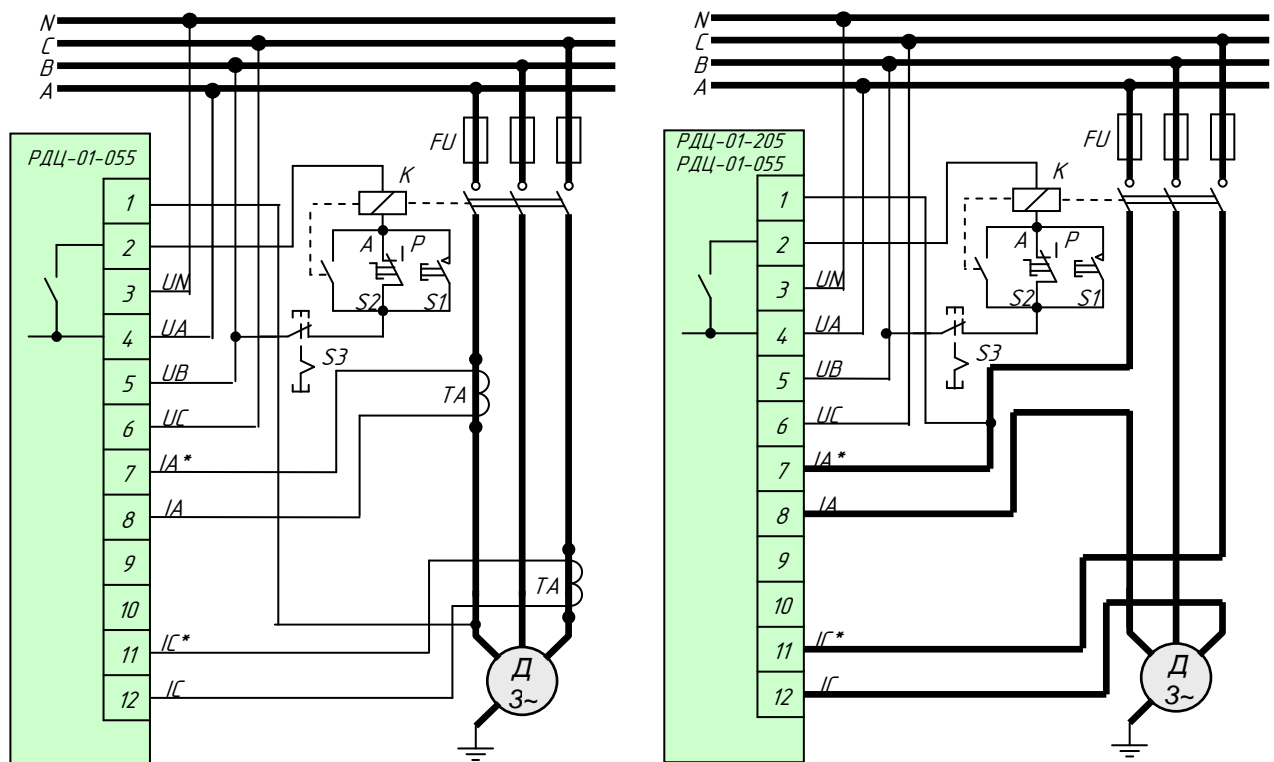 N
C
B
A
РДЦ-01-055
FU
1
K
2
A
P
3
UN
S2
S1
4
UA
S3
5
UB
TA
6
UC
7
IA*
8
IA
9
TA
10
11
IC*
12
IC
Д
3~
N
C
B
A
РДЦ-01-205
РДЦ-01-055
FU
1
K
2
A
P
3
UN
S2
S1
4
UA
S3
5
UB
6
UC
7
IA*
8
IA
9
10
11
IC*
12
IC
Д
3~